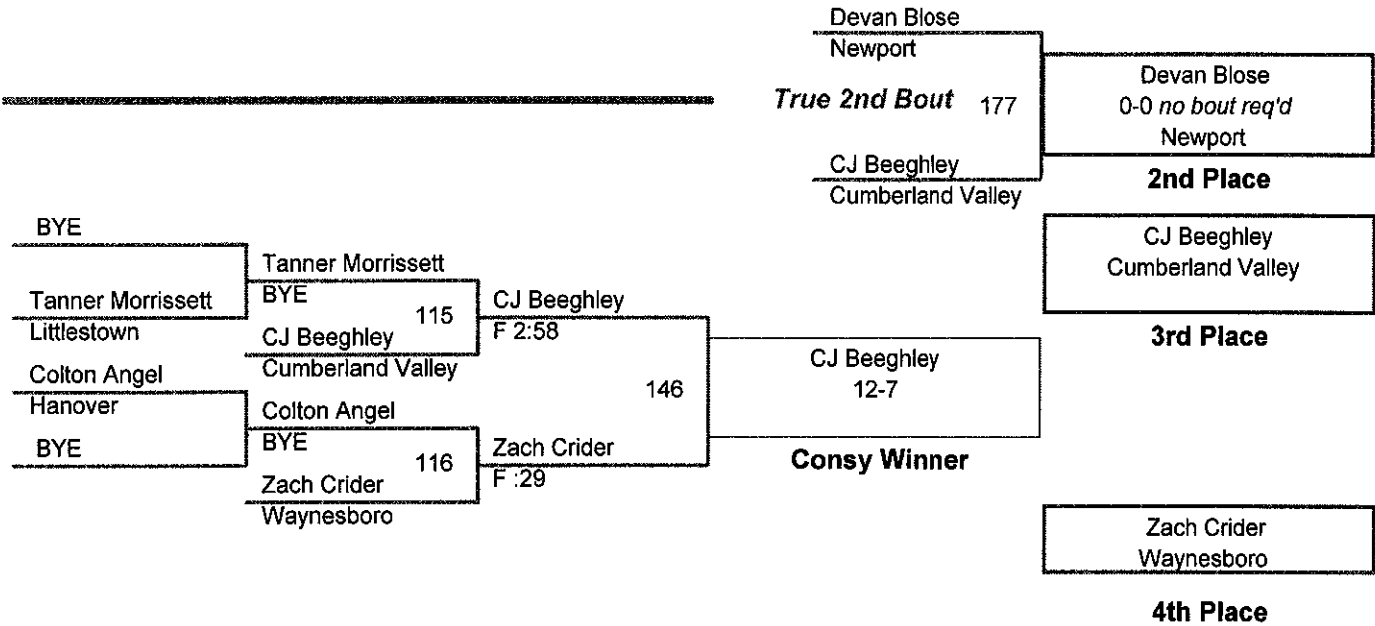 Devan Blose
Newport
True 2nd Bout 177
CJ Beeghley
Cumberland Valley
Devan Blose
0-0 no bout req'd
Newport
2nd Place
CJ Beeghley
Cumberland Valley
3rd Place
BYE
Tanner Morrissett
Littlestown
Colton Angel
Hanover
BYE
Tanner Morrissett
BYE
115
CJ Beeghley
Cumberland Valley
Colton Angel
BYE
116
Zach Crider
Waynesboro
CJ Beeghley
F 2:58
146
Zach Crider
F :29
CJ Beeghley
12-7
Consy Winner
Zach Crider
Waynesboro
4th Place